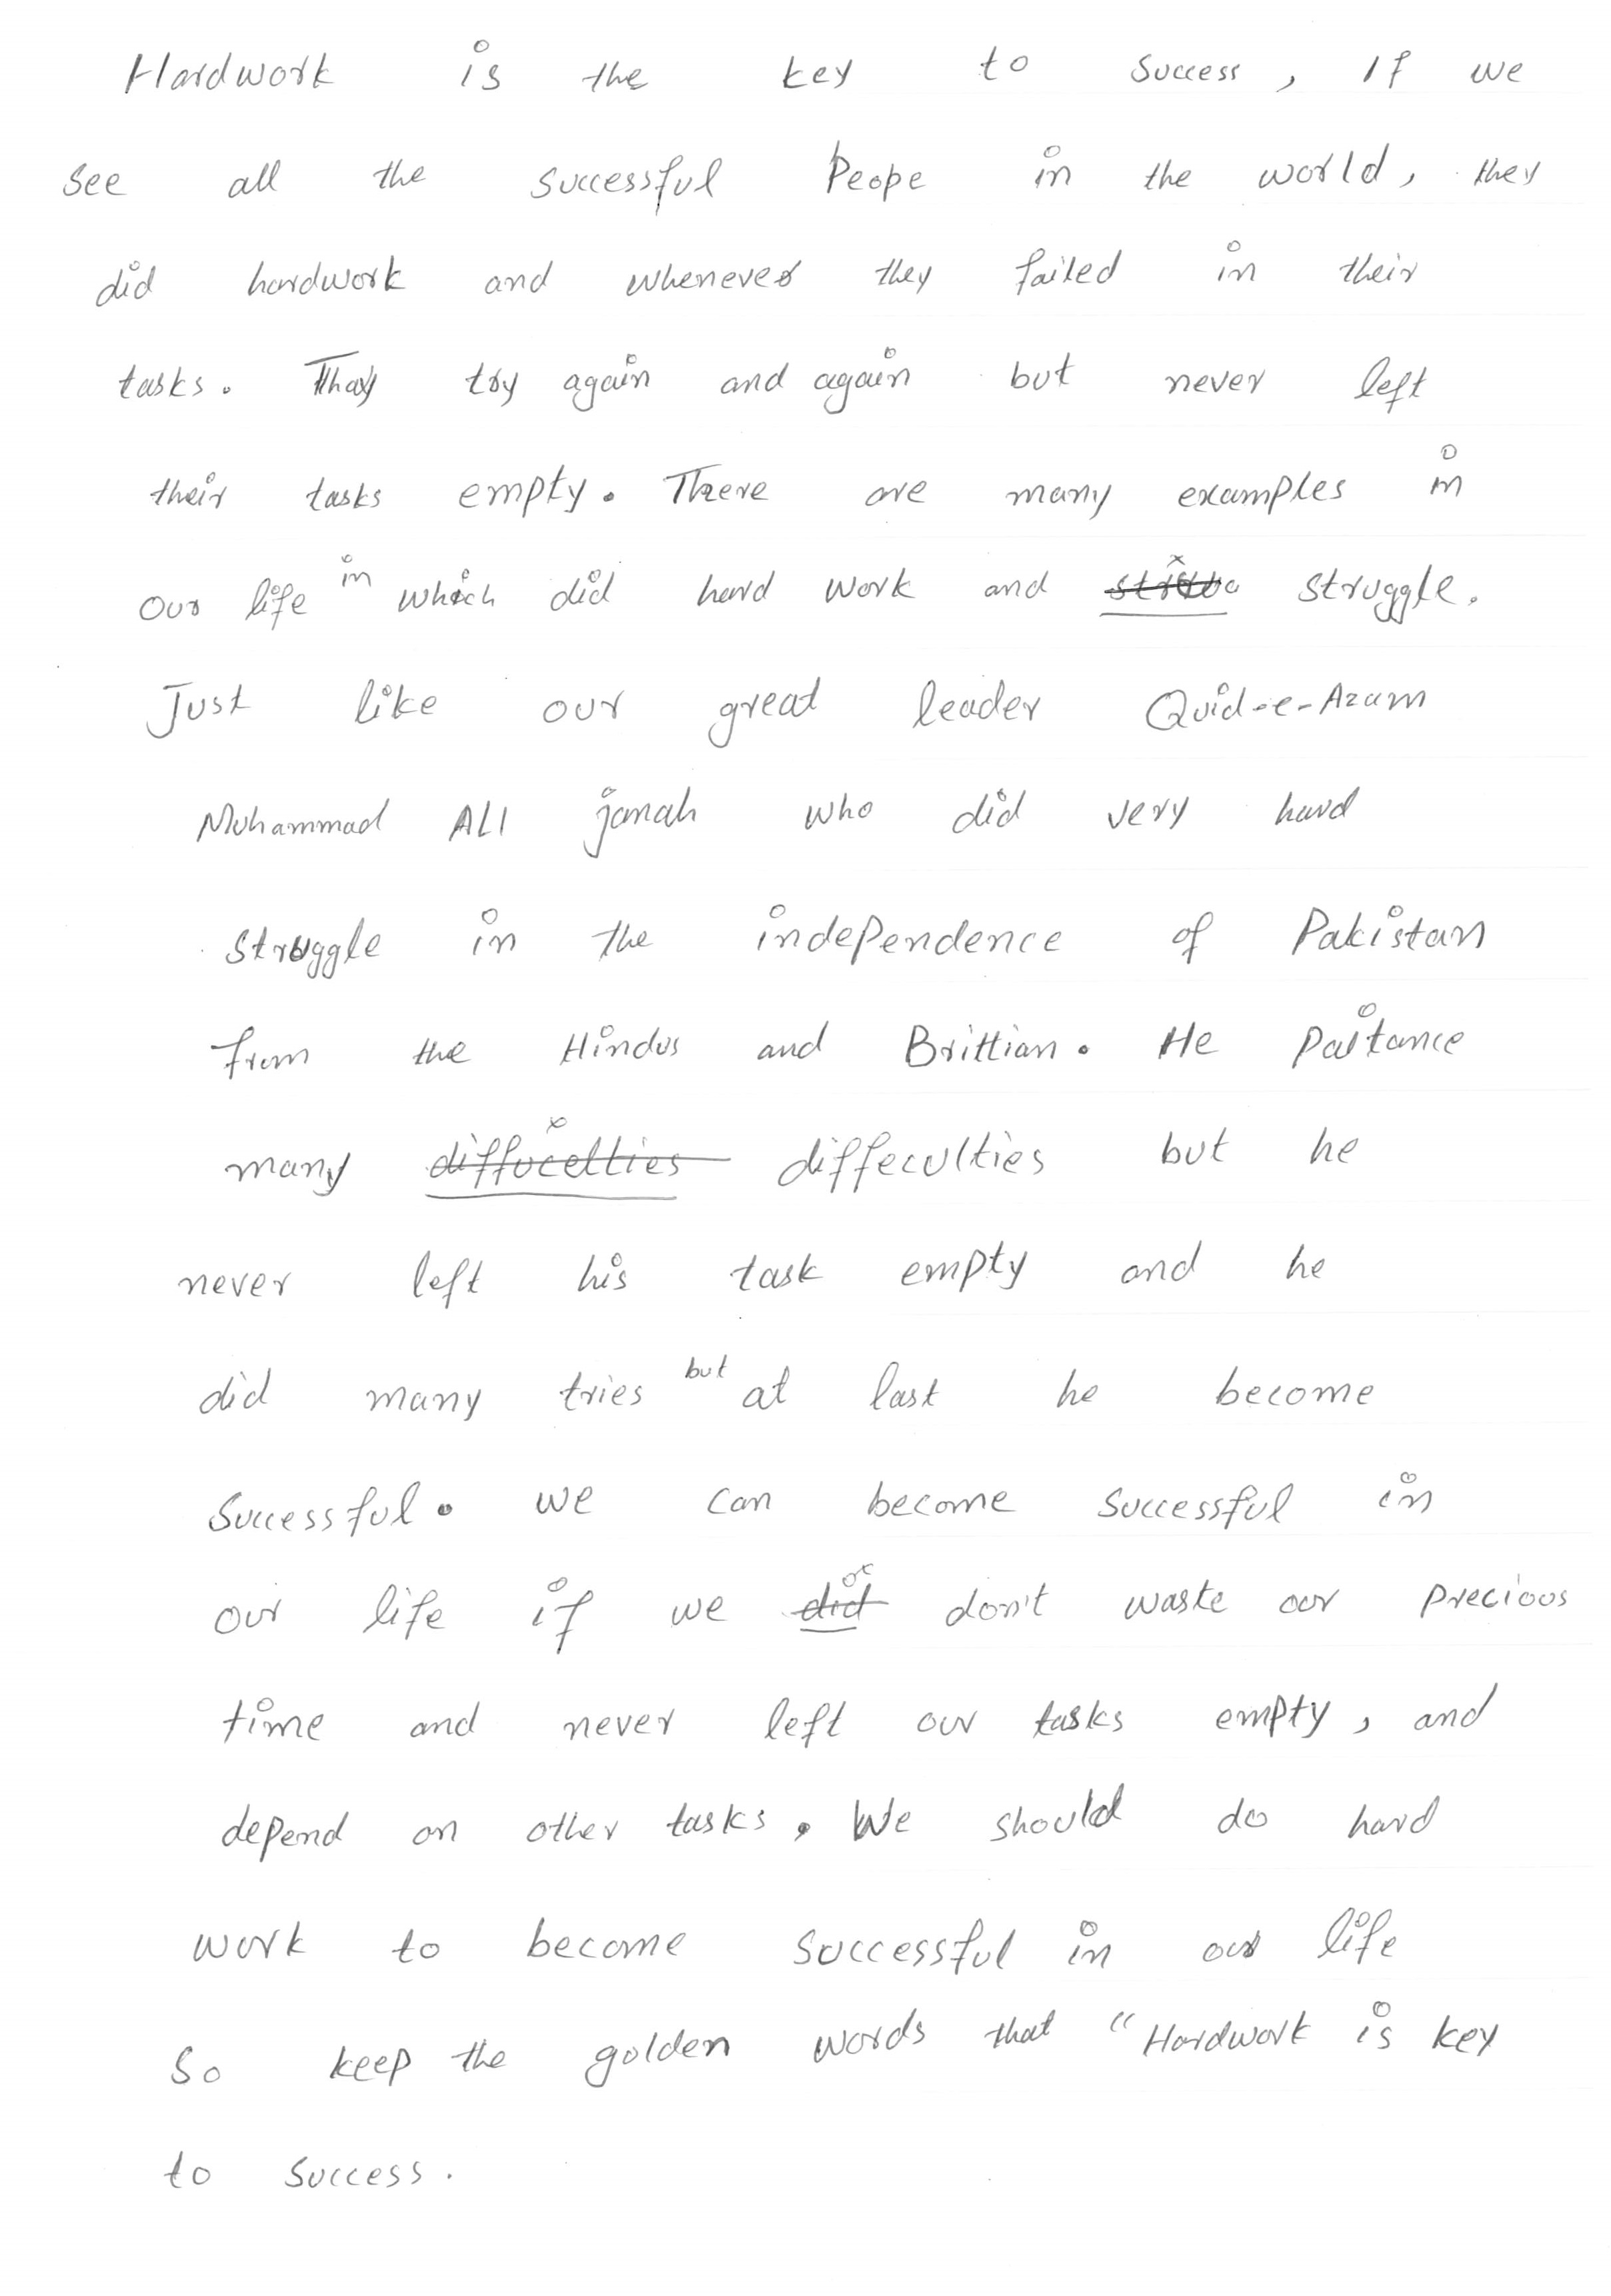 Hardwork is the key to success, If we
see all the successful Peope in the world, they
did hardwork and whenever they failed in their
tasks. Thay try again and again but never left
their tasks empty. There are many examples in
our life in which did hard work and struggle.
Just like our great leader Quid-e-Azam
Muhammad ALI janah who did very hard
struggle in the independence of Pakistan
from the Hindus and Brittian. He Paitance
many diffucelties diffeculties but he
never left his task empty and he
did many tries but at last he become
Successful. we can become successful in
our life if we did don't waste our precious
time and never left our tasks empty, and
depend on other tasks. We should do hard
work to become successful in our life
So keep the golden words that "Hardwork is key
to success.